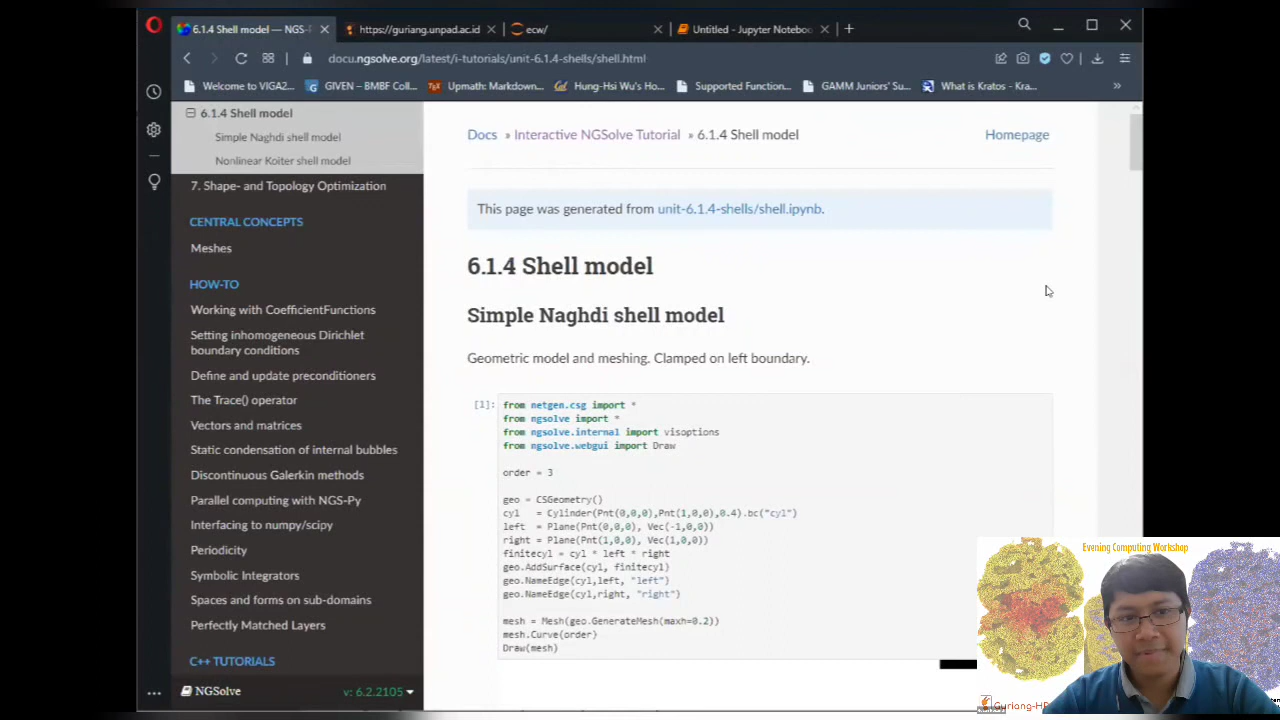 6.1.4 Shell model — NGS-
https://guriang.unpad.ac.id
ecw/
Untitled - Jupyter Noteboo
docu.ngsolve.org/latest/i-tutorials/unit-6.1.4-shells/shell.html
Welcome to VIGA2...
GIVEN – BMBF Coll...
Upmath: Markdown...
Hung-Hsi Wu's Ho...
Supported Function...
GAMM Juniors' Su...
What is Kratos - Kra...
»
6.1.4 Shell model
Simple Naghdi shell model
Nonlinear Koiter shell model
7. Shape- and Topology Optimization
CENTRAL CONCEPTS
Meshes
HOW-TO
Working with CoefficientFunctions
Setting inhomogeneous Dirichlet
boundary conditions
Define and update preconditioners
The Trace() operator
Vectors and matrices
Static condensation of internal bubbles
Discontinuous Galerkin methods
Parallel computing with NGS-Py
Interfacing to numpy/scipy
Periodicity
Symbolic Integrators
Spaces and forms on sub-domains
Perfectly Matched Layers
C++ TUTORIALS
NGSolve
v: 6.2.2105
Docs » Interactive NGSolve Tutorial » 6.1.4 Shell model
Homepage
This page was generated from unit-6.1.4-shells/shell.ipynb.
6.1.4 Shell model
Simple Naghdi shell model
Geometric model and meshing. Clamped on left boundary.
[1]: from netgen.csg import *
from ngsolve import *
from ngsolve.internal import visoptions
from ngsolve.webgui import Draw
order = 3
geo = CSGeometry()
cyl = Cylinder(Pnt(0,0,0),Pnt(1,0,0),0.4).bc("cyl")
left = Plane(Pnt(0,0,0), Vec(-1,0,0))
right = Plane(Pnt(1,0,0), Vec(1,0,0))
finitecyl = cyl * left * right
geo.AddSurface(cyl, finitecyl)
geo.NameEdge(cyl,left, "left")
geo.NameEdge(cyl,right, "right")
mesh = Mesh(geo.GenerateMesh(maxh=0.2))
mesh.Curve(order)
Draw(mesh)
Evening Computing Workshop
Guriang-HP